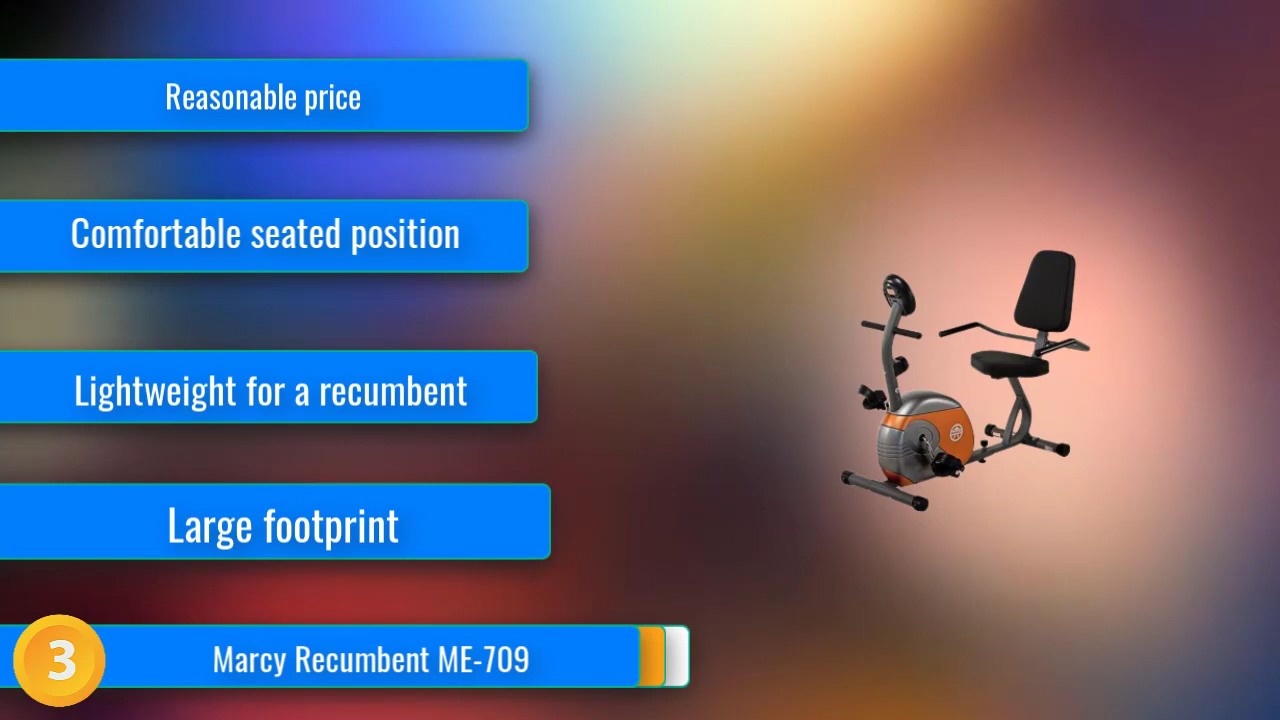 Reasonable price
Comfortable seated position
Lightweight for a recumbent
Large footprint
3
Marcy Recumbent ME-709